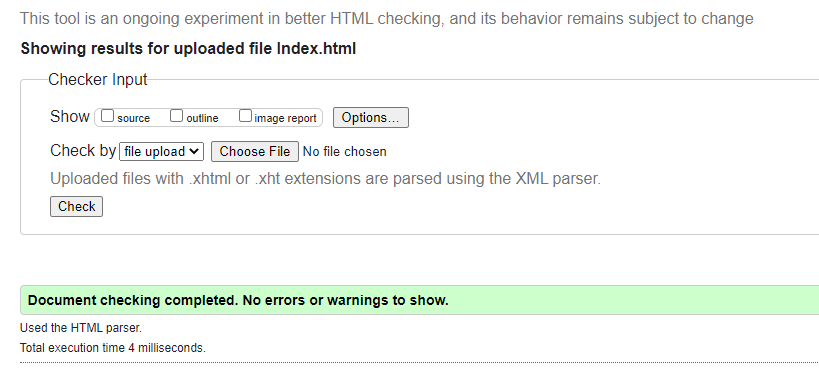 This tool is an ongoing experiment in better HTML checking, and its behavior remains subject to change
Showing results for uploaded file Index.html
Checker Input
Show source outline image report Options...
Check by file upload Choose File No file chosen
Uploaded files with .xhtml or .xht extensions are parsed using the XML parser.
Check
Document checking completed. No errors or warnings to show.
Used the HTML parser.
Total execution time 4 milliseconds.